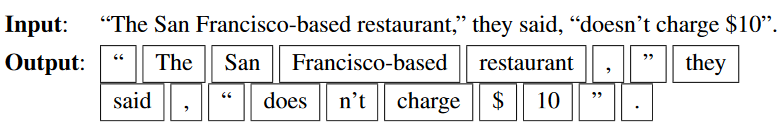 Input: “The San Francisco-based restaurant,” they said, “doesn’t charge $10”.
Output: “ The San Francisco-based restaurant , ” they
said , “ does n’t charge $ 10 ” .